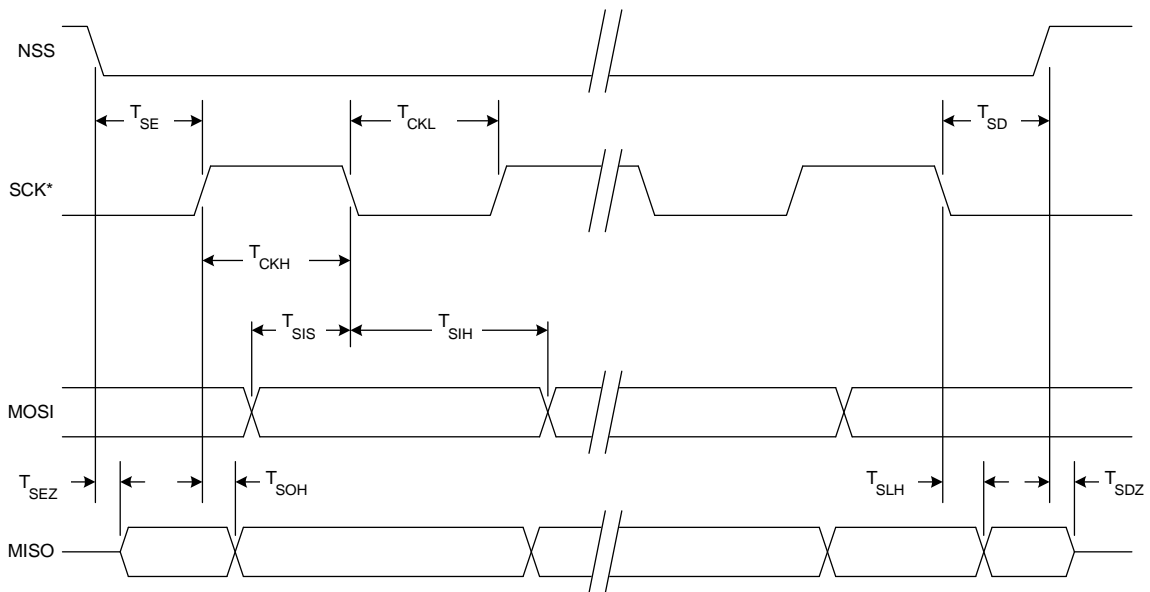 NSS
T_SE
T_CKL
T_SD
SCK*
T_CKH
T_SIS
T_SIH
MOSI
T_SEZ
T_SOH
T_SLH
T_SDZ
MISO